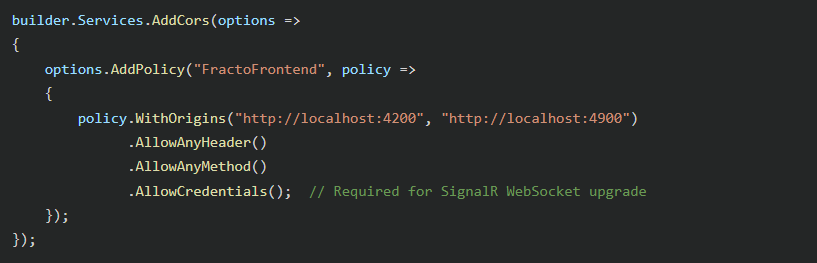 builder.Services.AddCors(options =>
{
    options.AddPolicy("FractoFrontend", policy =>
    {
        policy.WithOrigins("http://localhost:4200", "http://localhost:4900")
              .AllowAnyHeader()
              .AllowAnyMethod()
              .AllowCredentials();  // Required for SignalR WebSocket upgrade
    });
});